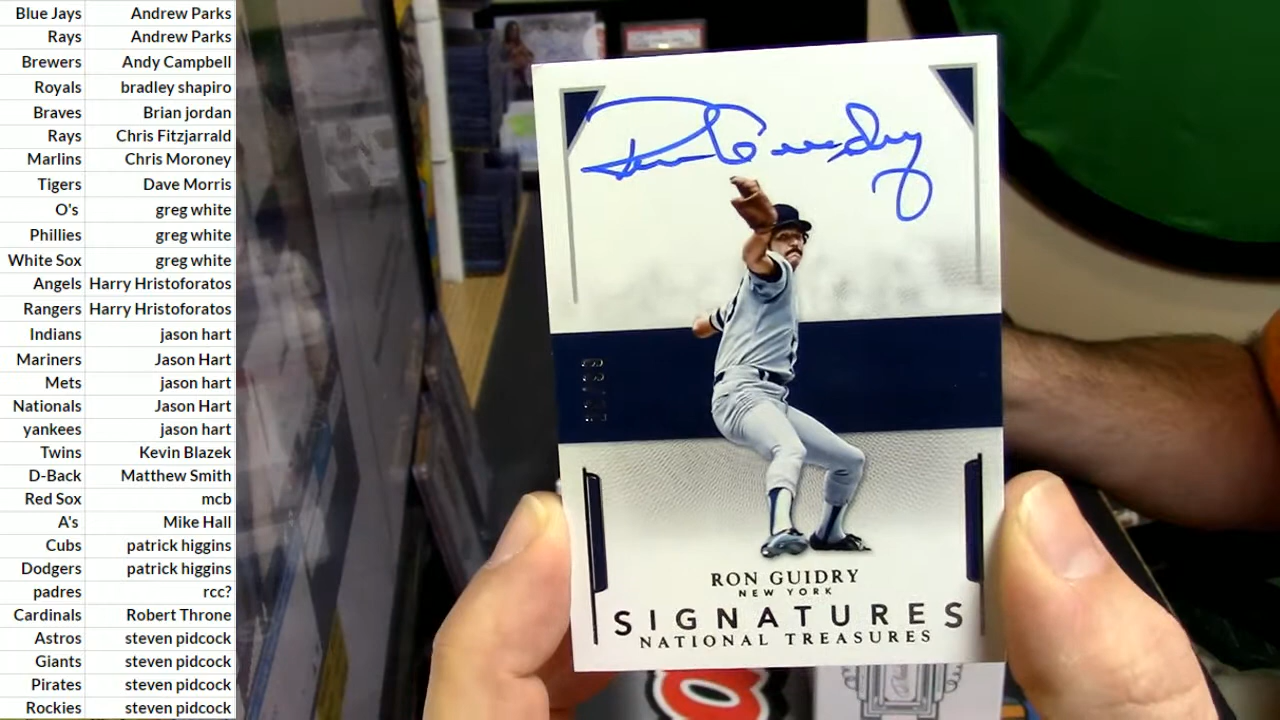 Blue Jays Andrew Parks
Rays Andrew Parks
Brewers Andy Campbell
Royals bradley shapiro
Braves Brian jordan
Rays Chris Fitzjarrald
Marlins Chris Moroney
Tigers Dave Morris
O's greg white
Phillies greg white
White Sox greg white
Angels Harry Hristoforatos
Rangers Harry Hristoforatos
Indians jason hart
Mariners Jason Hart
Mets jason hart
Nationals Jason Hart
yankees jason hart
Twins Kevin Blazek
D-Back Matthew Smith
Red Sox mcb
A's Mike Hall
Cubs patrick higgins
Dodgers patrick higgins
padres rcc?
Cardinals Robert Throne
Astros steven pidcock
Giants steven pidcock
Pirates steven pidcock
Rockies steven pidcock
Ron Guidry
RON GUIDRY
NEW YORK
SIGNATURES
NATIONAL TREASURES